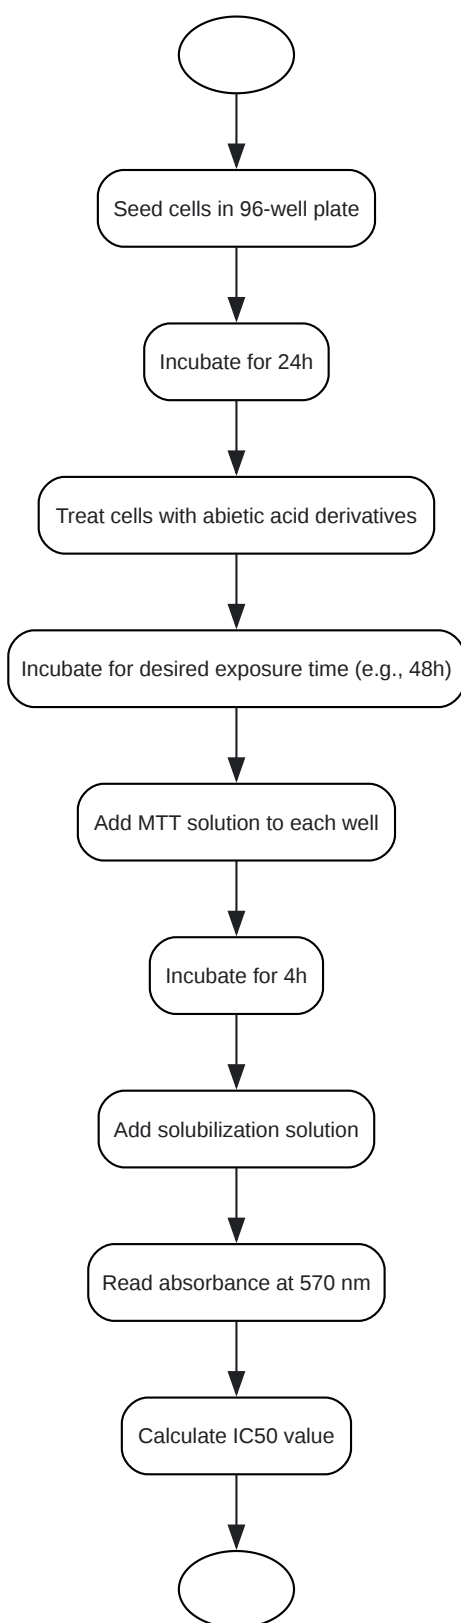 Seed cells in 96-well plate
Incubate for 24h
Treat cells with abietic acid derivatives
Incubate for desired exposure time (e.g., 48h)
Add MTT solution to each well
Incubate for 4h
Add solubilization solution
Read absorbance at 570 nm
Calculate IC50 value